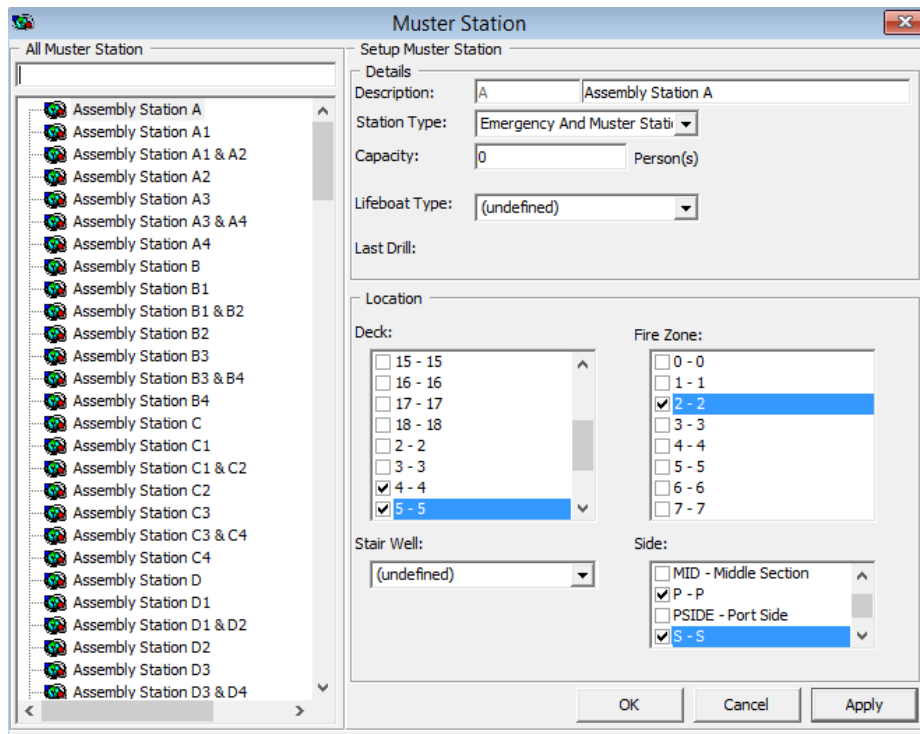 Muster Station
All Muster Station
Assembly Station A
Assembly Station A1
Assembly Station A1 & A2
Assembly Station A2
Assembly Station A3
Assembly Station A3 & A4
Assembly Station A4
Assembly Station B
Assembly Station B1
Assembly Station B1 & B2
Assembly Station B2
Assembly Station B3
Assembly Station B3 & B4
Assembly Station B4
Assembly Station C
Assembly Station C1
Assembly Station C1 & C2
Assembly Station C2
Assembly Station C3
Assembly Station C3 & C4
Assembly Station C4
Assembly Station D
Assembly Station D1
Assembly Station D1 & D2
Assembly Station D2
Assembly Station D3
Assembly Station D3 & D4
Setup Muster Station
Details
Description: A Assembly Station A
Station Type: Emergency And Muster Stati
Capacity: 0 Person(s)
Lifeboat Type: (undefined)
Last Drill:
Location
Deck:
15 - 15
16 - 16
17 - 17
18 - 18
2 - 2
3 - 3
4 - 4
5 - 5
Fire Zone:
0 - 0
1 - 1
2 - 2
3 - 3
4 - 4
5 - 5
6 - 6
7 - 7
Stair Well:
(undefined)
Side:
MID - Middle Section
P - P
PSIDE - Port Side
S - S
OK Cancel Apply